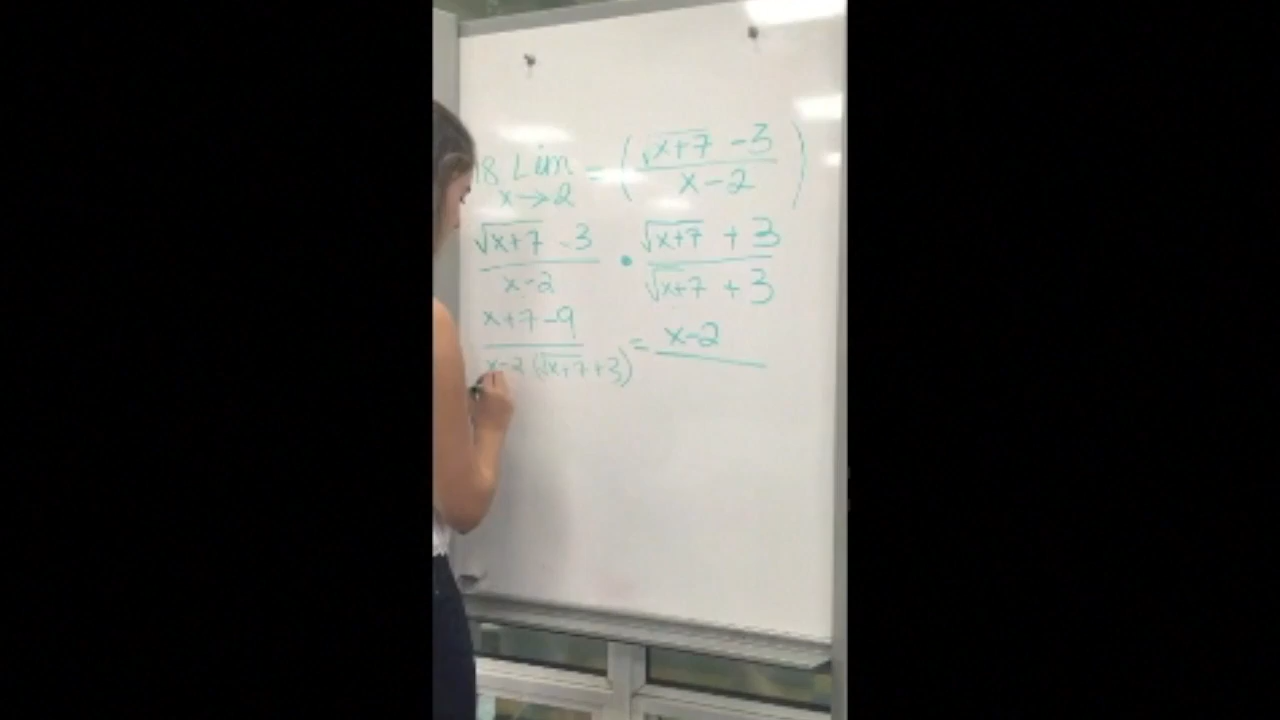 18 Lim x→2 = ( (√x+7 -3) / (x-2) )
(√x+7 -3) / (x-2) • (√x+7 +3) / (√x+7 +3)
(x+7-9) / (x-2 (√x+7 +3)) = x-2 /